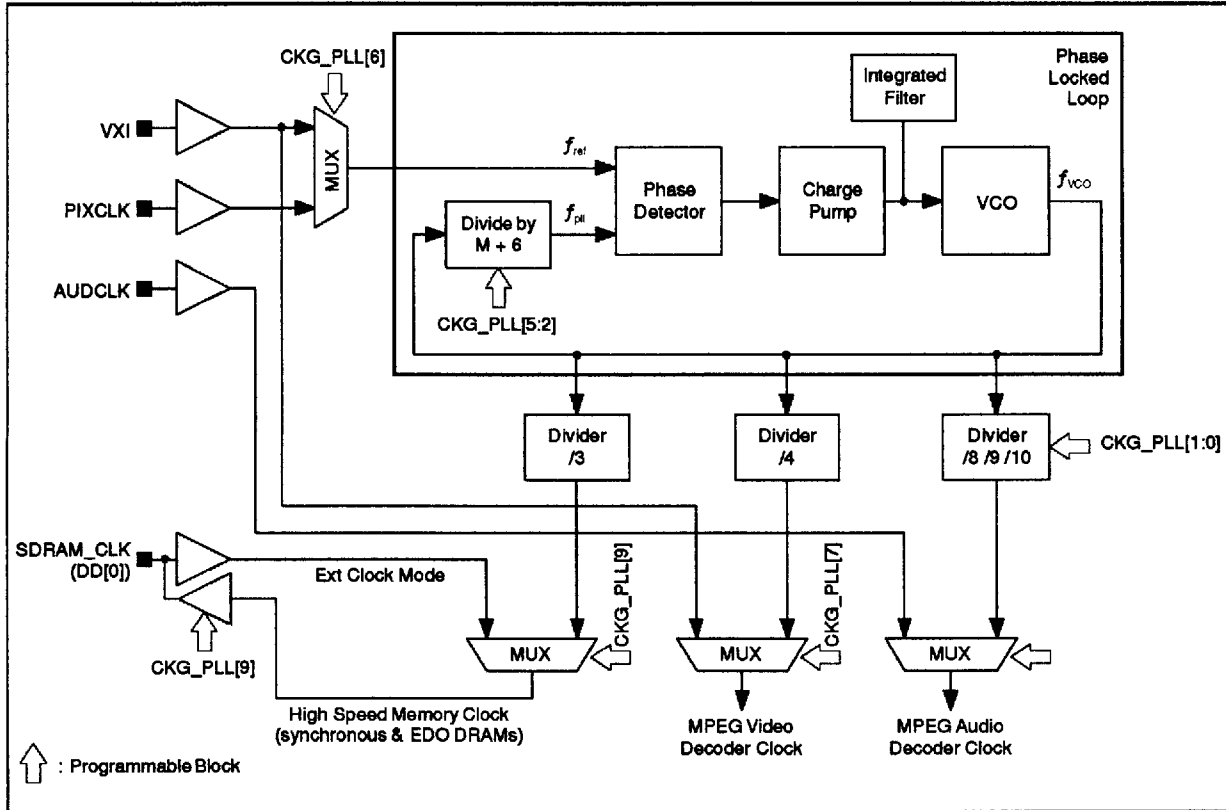 CKG_PLL[6]
Phase
Locked
Loop
Integrated
Filter
VXI
MUX
f ref
f VCO
Phase
Detector
Charge
Pump
VCO
PIXCLK
Divide by
M + 6
f pll
AUDCLK
CKG_PLL[5:2]
Divider
/3
Divider
/4
Divider
/8 /9 /10
CKG_PLL[1:0]
SDRAM_CLK
(DD[0])
Ext Clock Mode
CKG_PLL[9]
CKG_PLL[7]
CKG_PLL[9]
MUX
MUX
MUX
High Speed Memory Clock
(synchronous & EDO DRAMs)
MPEG Video
Decoder Clock
MPEG Audio
Decoder Clock
: Programmable Block